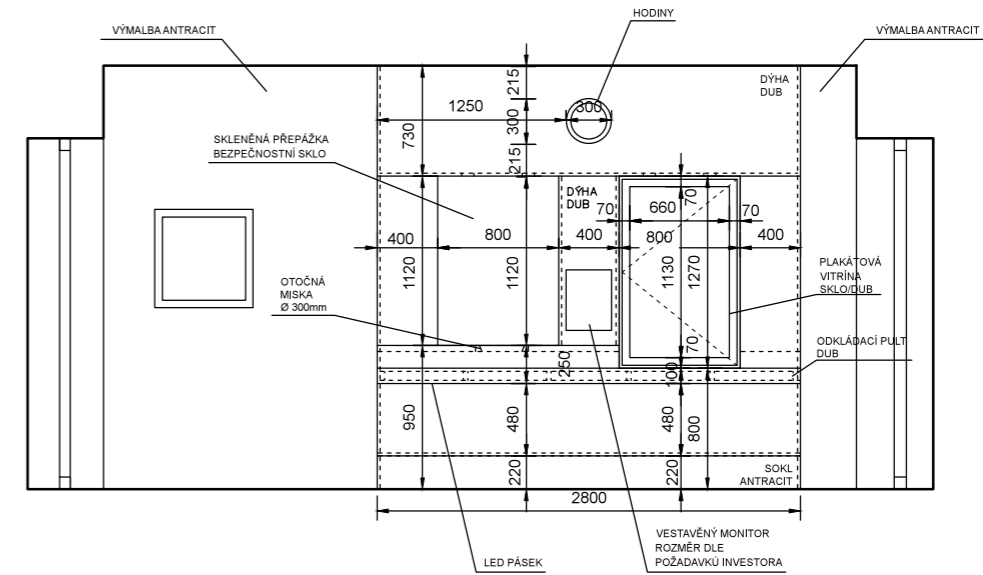 HODINY
VÝMALBA ANTRACIT
VÝMALBA ANTRACIT
DÝHA
DUB
215
1250
300
300
730
215
SKLENĚNÁ PŘEPÁŽKA
BEZPEČNOSTNÍ SKLO
DÝHA
DUB
70
660
70
70
400
800
400
800
400
1120
1120
1130
1270
PLAKÁTOVÁ
VITRÍNA
SKLO/DUB
OTOČNÁ
MISKA
Ø 300mm
70
ODKLÁDACÍ PULT
DUB
250
100
950
480
480
800
220
220
SOKL
ANTRACIT
2800
VESTAVĚNÝ MONITOR
ROZMĚR DLE
POŽADAVKŮ INVESTORA
LED PÁSEK